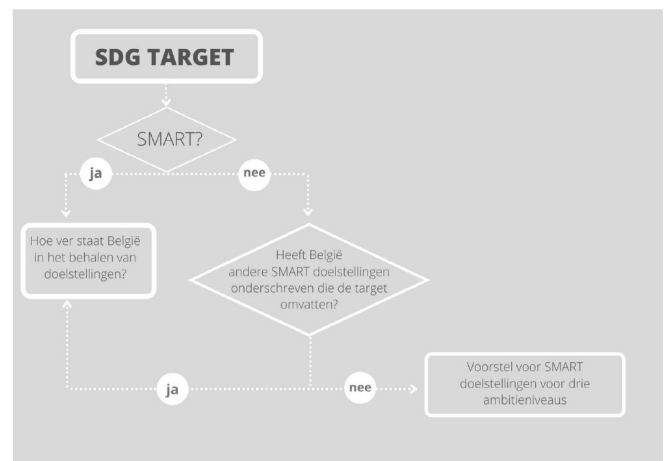 SDG TARGET
SMART?
ja
nee
Hoe ver staat België
in het behalen van
doelstellingen?
Heeft België
andere SMART doelstellingen
onderschreven die de target
omvatten?
ja
nee
Voorstel voor SMART
doelstellingen voor drie
ambitieniveaus